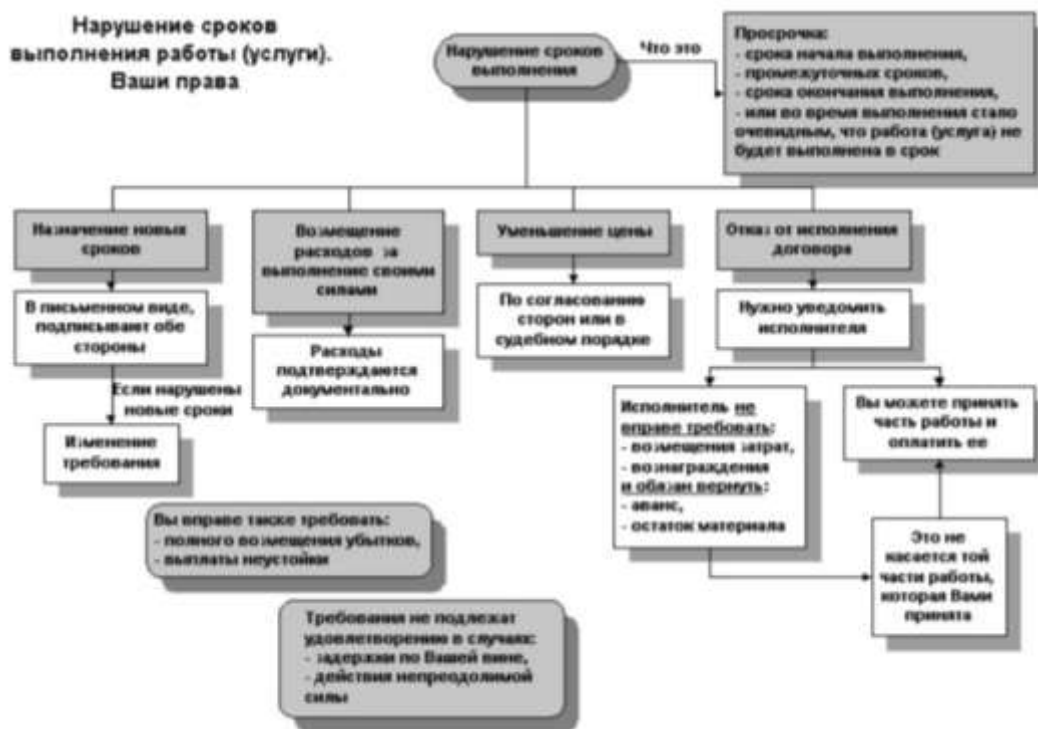 Нарушение сроков
выполнения работы (услуги).
Ваши права
Нарушение сроков
выполнения
Что это
Просрочка:
- срока начала выполнения,
- промежуточных сроков,
- срока окончания выполнения,
- или во время выполнения стало
очевидным, что работа (услуга) не
будет выполнена в срок
Назначение новых
сроков
Возмещение
расходов за
выполнение своими
силами
Уменьшение цены
Отказ от исполнения
договора
В письменном виде,
подписывают обе
стороны
Расходы
подтверждаются
документально
По согласованию
сторон или в
судебном порядке
Нужно уведомить
исполнителя
Если нарушены
новые сроки
Изменение
требования
Исполнитель не
вправе требовать:
- возмещения затрат,
- вознаграждения
и обязан вернуть:
- аванс,
- остаток материала
Вы можете принять
часть работы и
оплатить ее
Это не
касается той
части работы,
которая Вами
принята
Вы вправе также требовать:
- полного возмещения убытков,
- выплаты неустойки
Требования не подлежат
удовлетворению в случаях:
- задержки по Вашей вине,
- действия непреодолимой
силы